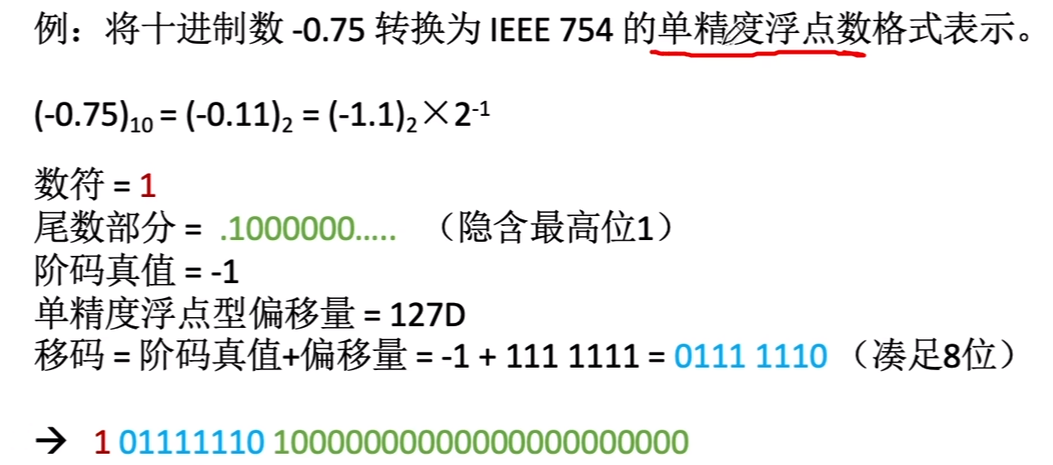 例：将十进制数 -0.75 转换为 IEEE 754 的单精度浮点数格式表示。
(-0.75)₁₀ = (-0.11)₂ = (-1.1)₂×2⁻¹
数符 = 1
尾数部分 = .1000000..... （隐含最高位1）
阶码真值 = -1
单精度浮点型偏移量 = 127D
移码 = 阶码真值+偏移量 = -1 + 111 1111 = 0111 1110 （凑足8位）
→ 1 01111110 10000000000000000000000